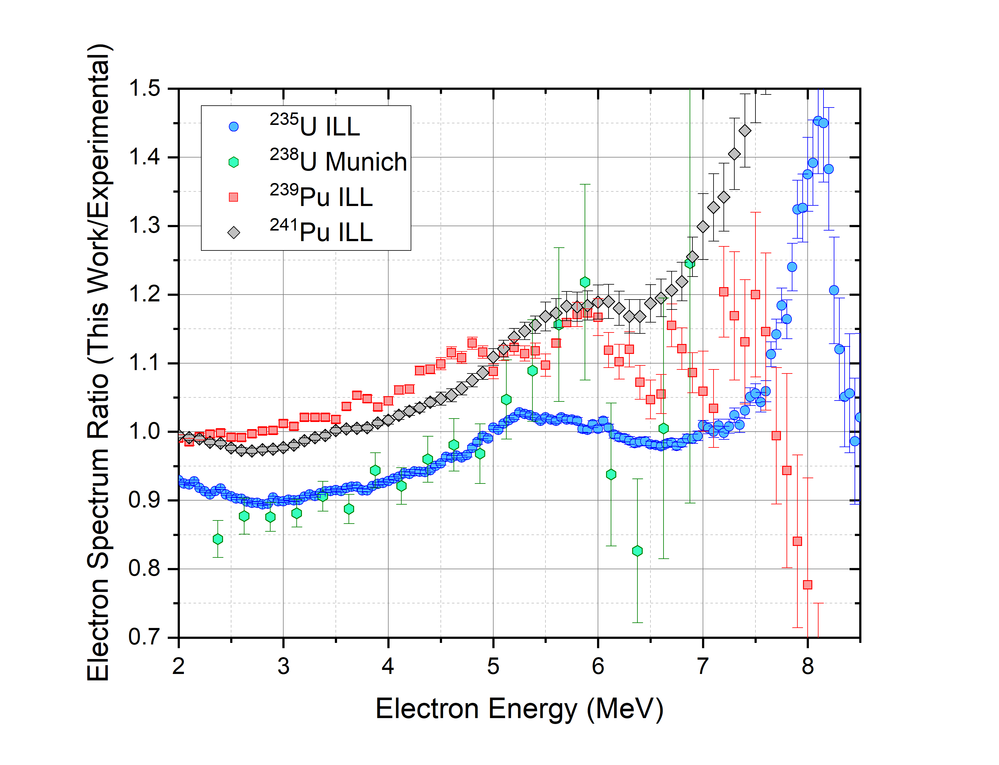 Electron Spectrum Ratio (This Work/Experimental)
1.5
1.4
1.3
1.2
1.1
1.0
0.9
0.8
0.7
235U ILL
238U Munich
239Pu ILL
241Pu ILL
2 3 4 5 6 7 8
Electron Energy (MeV)